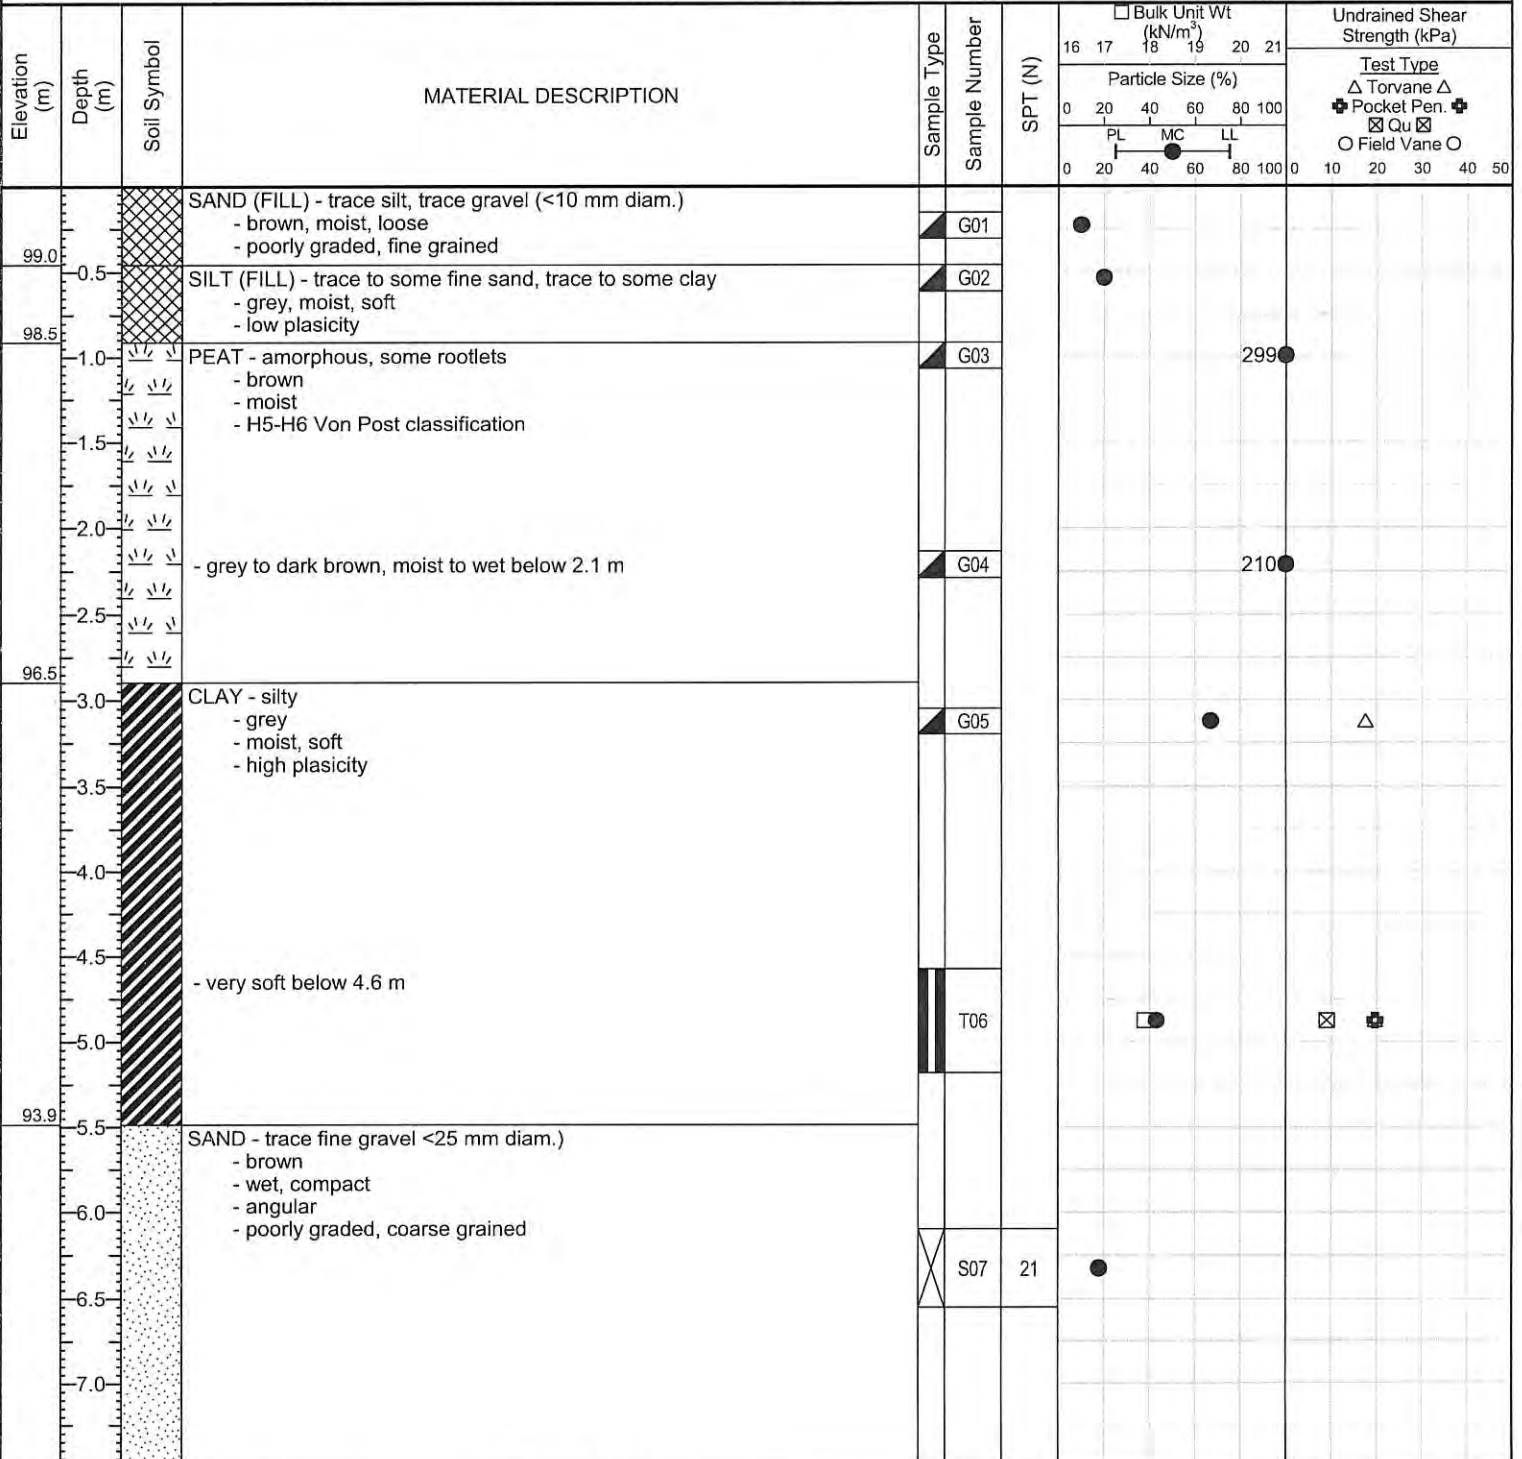 Elevation (m)
Depth (m)
Soil Symbol
MATERIAL DESCRIPTION
Sample Type
Sample Number
SPT (N)
Bulk Unit Wt
(kN/m³)
16 17 18 19 20 21
Particle Size (%)
0 20 40 60 80 100
PL MC LL
0 20 40 60 80 100
Undrained Shear
Strength (kPa)
Test Type
Torvane
Pocket Pen.
Qu
Field Vane
0 10 20 30 40 50
SAND (FILL) - trace silt, trace gravel (<10 mm diam.)
- brown, moist, loose
- poorly graded, fine grained
G01
99.0
-0.5-
SILT (FILL) - trace to some fine sand, trace to some clay
- grey, moist, soft
- low plasicity
G02
98.5
-1.0-
PEAT - amorphous, some rootlets
- brown
- moist
- H5-H6 Von Post classification
G03
299
-1.5-
-2.0-
- grey to dark brown, moist to wet below 2.1 m
G04
210
-2.5-
96.5
CLAY - silty
- grey
- moist, soft
- high plasicity
-3.0-
G05
-3.5-
-4.0-
-4.5-
- very soft below 4.6 m
T06
-5.0-
93.9
-5.5-
SAND - trace fine gravel <25 mm diam.)
- brown
- wet, compact
- angular
- poorly graded, coarse grained
-6.0-
S07
21
-6.5-
-7.0-